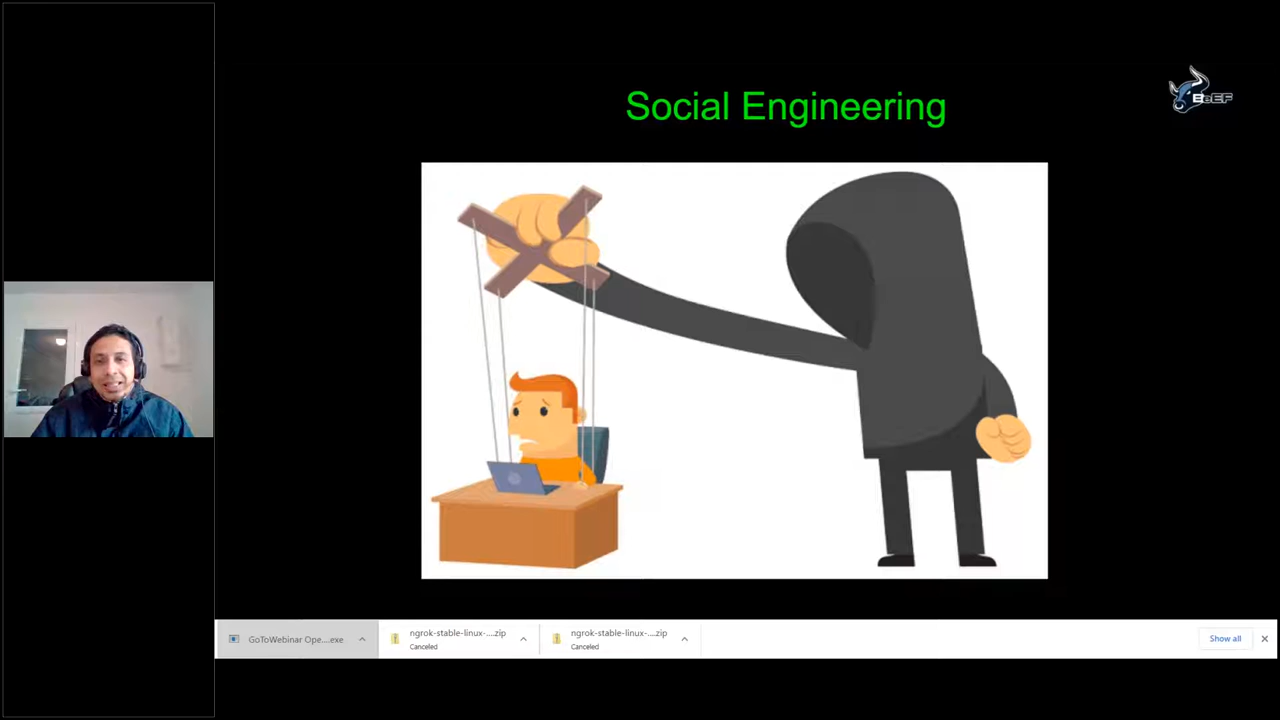 Social Engineering
BeEF
GoToWebinar Ope....exe
ngrok-stable-linux-....zip
Canceled
ngrok-stable-linux-....zip
Canceled
Show all